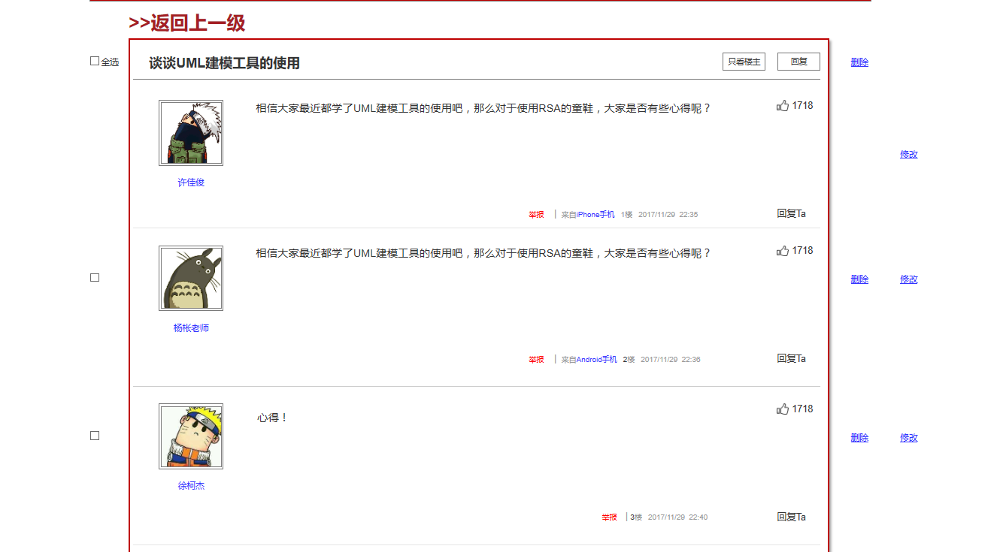 >>返回上一级
全选
谈谈UML建模工具的使用
只看楼主
回复
删除
相信大家最近都学了UML建模工具的使用吧，那么对于使用RSA的童鞋，大家是否有些心得呢？
1718
修改
许佳俊
举报 | 来自iPhone手机 1楼 2017/11/29 22:35
回复Ta
相信大家最近都学了UML建模工具的使用吧，那么对于使用RSA的童鞋，大家是否有些心得呢？
1718
删除
修改
杨枨老师
举报 | 来自Android手机 2楼 2017/11/29 22:36
回复Ta
心得！
1718
删除
修改
徐柯杰
举报 | 3楼 2017/11/29 22:40
回复Ta